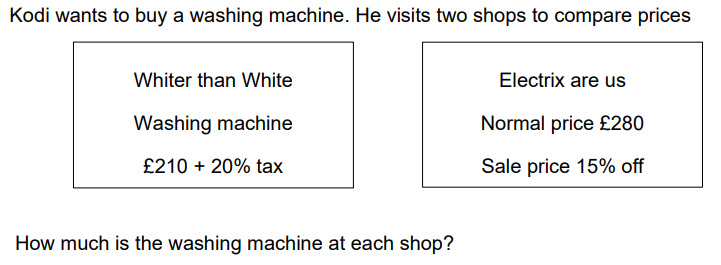 Kodi wants to buy a washing machine. He visits two shops to compare prices
Whiter than White
Washing machine
£210 + 20% tax
Electrix are us
Normal price £280
Sale price 15% off
How much is the washing machine at each shop?